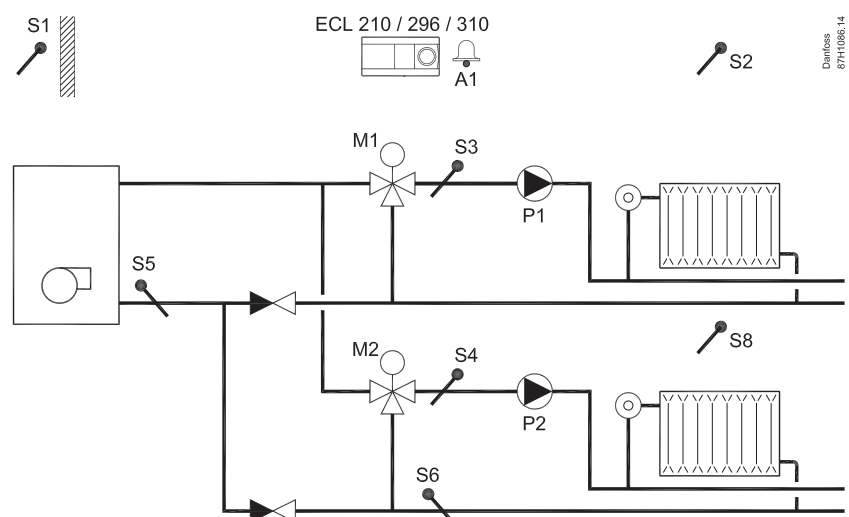 S1
ECL 210 / 296 / 310
A1
S2
Danfoss
87H1086.14
M1
S3
P1
S5
S8
M2
S4
P2
S6